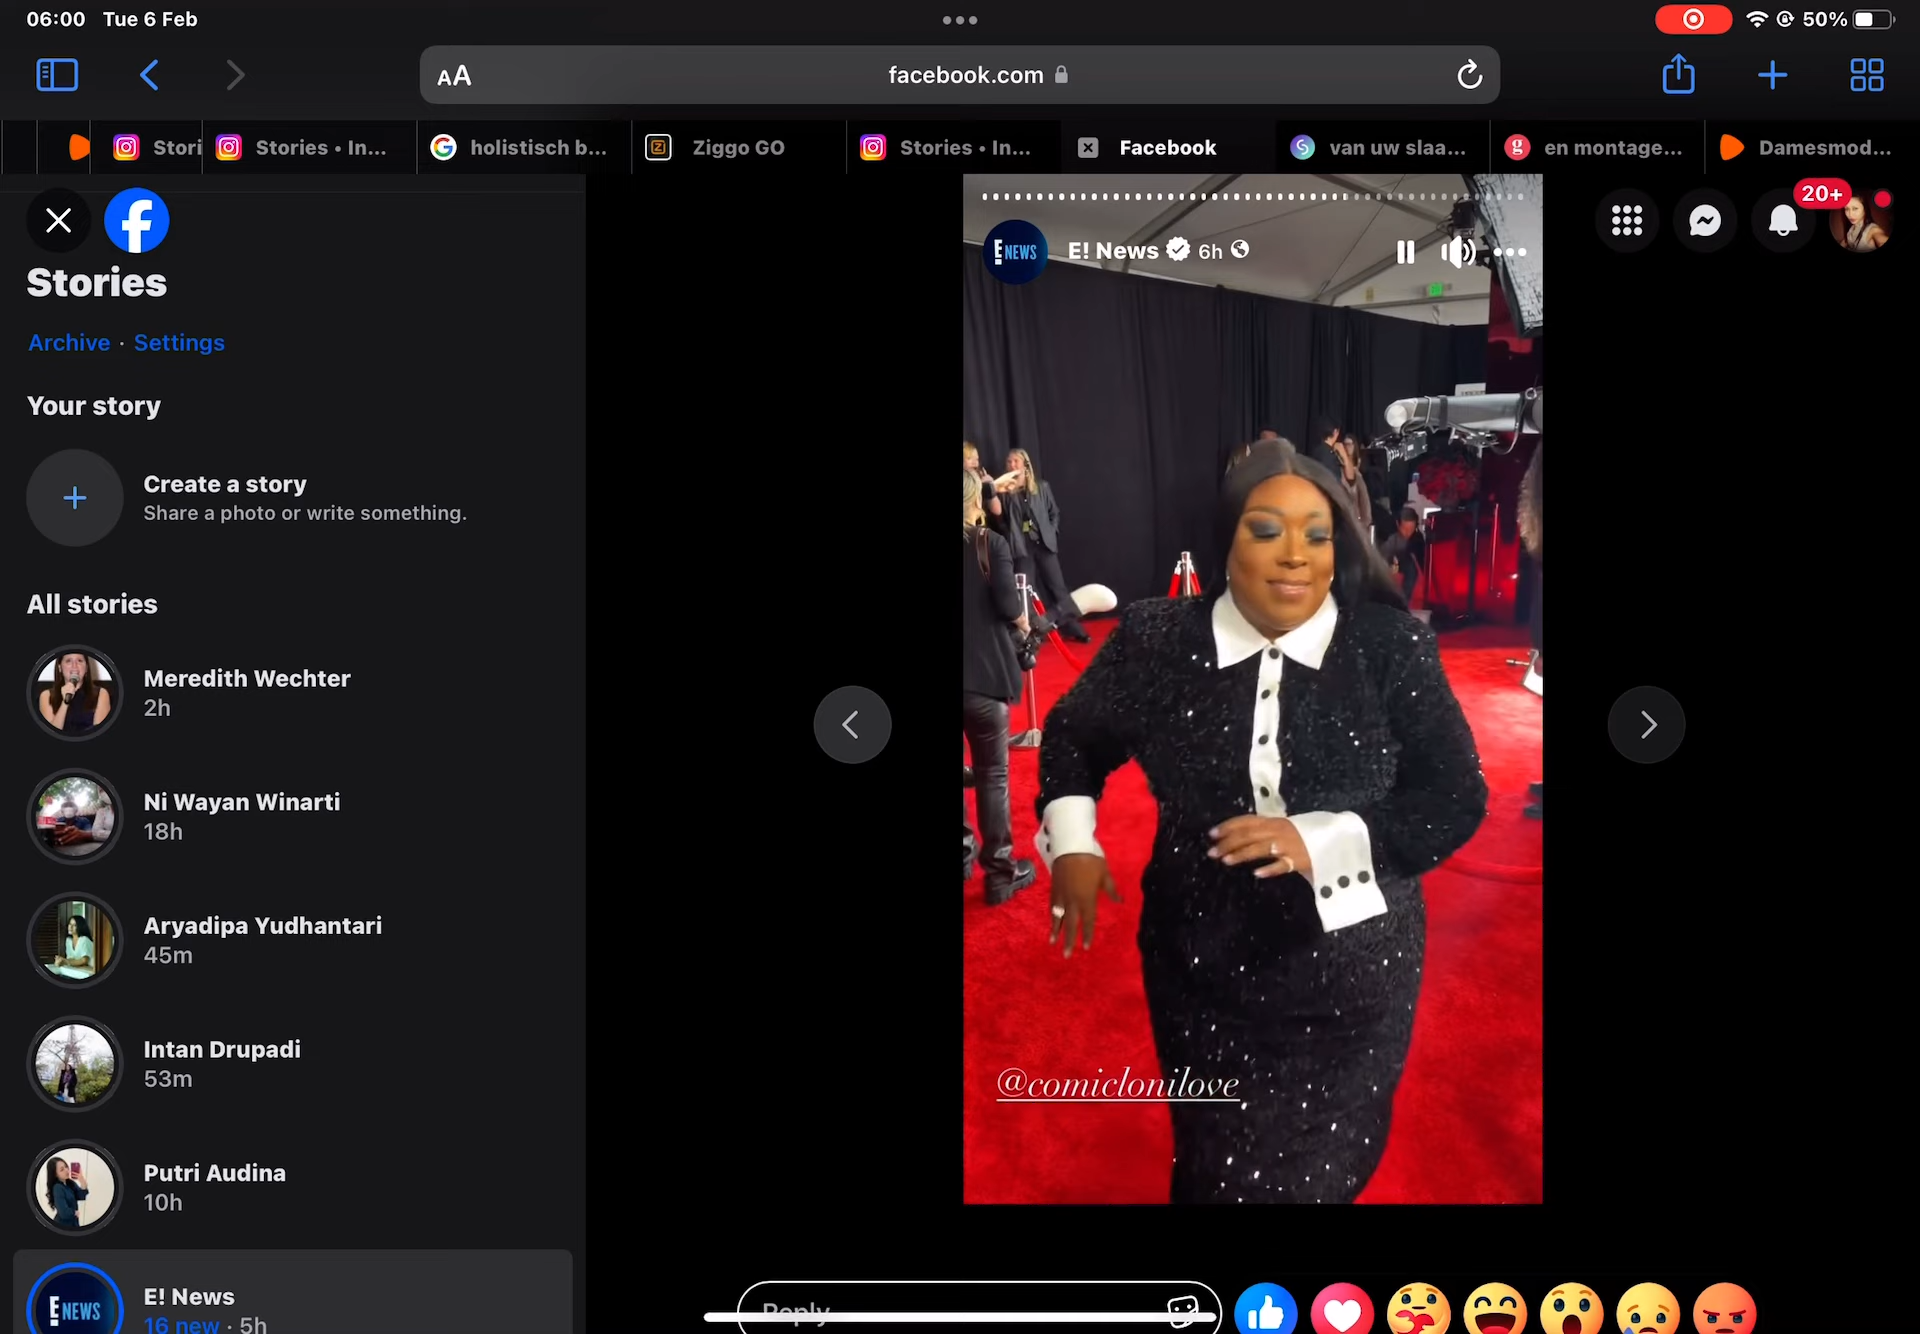 06:00 Tue 6 Feb
50%
AA facebook.com
Stori
Stories • In...
holistisch b...
Ziggo GO
Stories • In...
Facebook
van uw slaa...
en montage...
Damesmod...
Stories
Archive · Settings
Your story
Create a story
Share a photo or write something.
All stories
Meredith Wechter
2h
Ni Wayan Winarti
18h
Aryadipa Yudhantari
45m
Intan Drupadi
53m
Putri Audina
10h
E! News
16 new · 5h
E! NEWS
E! NEWS
E! News 6h
20+
@comiclonilove
Reply